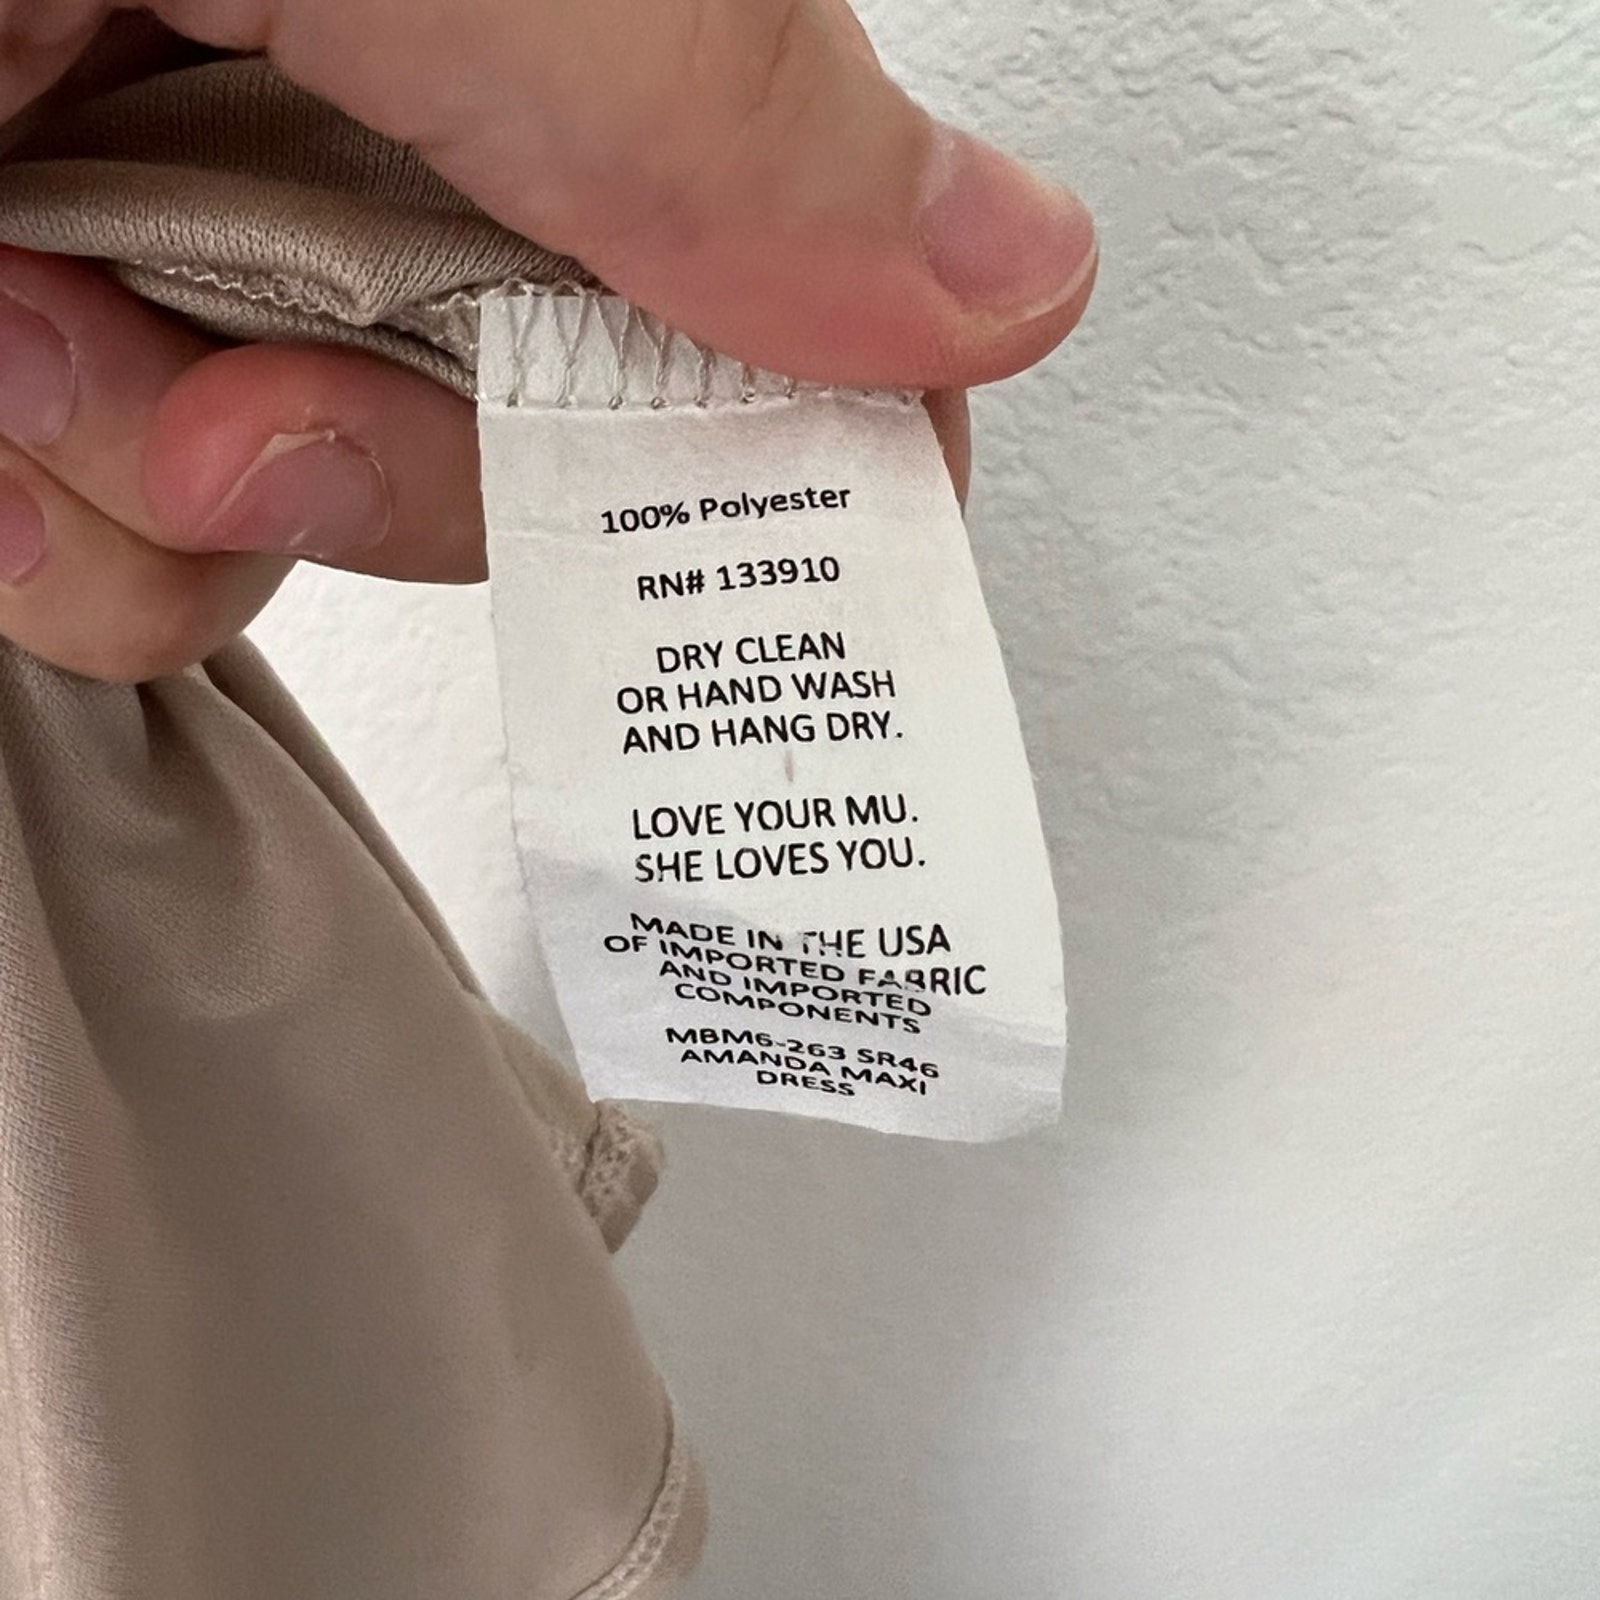 100% Polyester
RN# 133910
DRY CLEAN
OR HAND WASH
AND HANG DRY.
LOVE YOUR MU.
SHE LOVES YOU.
MADE IN THE USA
OF IMPORTED FABRIC
AND IMPORTED
COMPONENTS
MBM6-263 SR46
AMANDA MAXI
DRESS